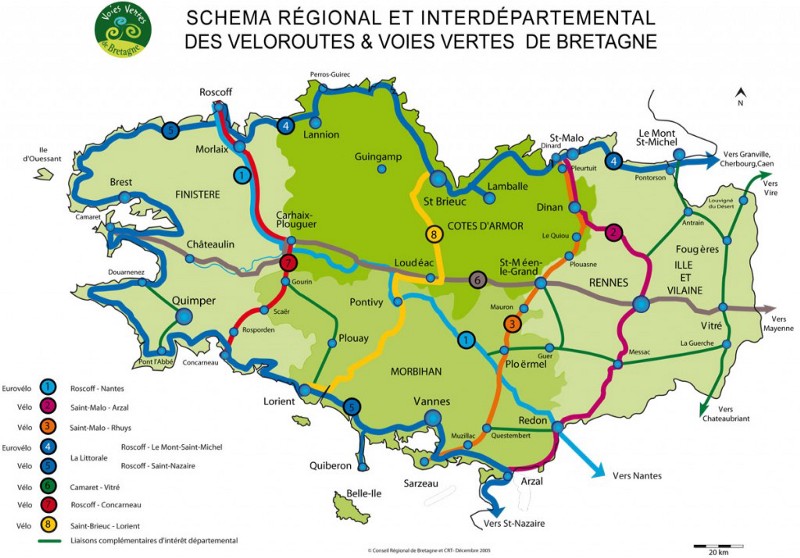 Voies Vertes
de Bretagne
SCHEMA RÉGIONAL ET INTERDÉPARTEMENTAL
DES VELOROUTES & VOIES VERTES DE BRETAGNE
Perros-Guirec
Roscoff
N
5
4
Lannion
St-Malo
Le Mont
St-Michel
Ile
d'Ouessant
Morlaix
Guingamp
Dinard
4
Vers Granville,
Cherbourg,Caen
Pleurtuit
Pontorson
1
Brest
FINISTERE
St Brieuc
Lamballe
Vers
Vire
Louvigné
du Désert
Camaret
Dinan
Antrain
Carhaix-
Plouguer
COTES D'ARMOR
8
2
Le Quiou
Châteaulin
Fougères
7
Loudéac
St-Méen-
le-Grand
Plouasne
ILLE
ET
VILAINE
Douarnenez
Gourin
6
RENNES
Quimper
Pontivy
Mauron
Scaër
3
Vitré
Vers
Mayenne
Rosporden
Plouay
1
La Guerche
Pont l'Abbé
Concarneau
Guer
Messac
Ploërmel
MORBIHAN
Lorient
5
Vannes
Vers
Chateaubriant
Redon
Muzillac
Questembert
Quiberon
Sarzeau
Arzal
Vers Nantes
Belle-Ile
Vers St-Nazaire
Eurovélo 1 Roscoff - Nantes
Vélo 2 Saint-Malo - Arzal
Vélo 3 Saint-Malo - Rhuys
Eurovélo 4 Roscoff - Le Mont-Saint-Michel
La Littorale
Vélo 5 Roscoff - Saint-Nazaire
Vélo 6 Camaret - Vitré
Vélo 7 Roscoff - Concarneau
Vélo 8 Saint-Brieuc - Lorient
Liaisons complémentaires d'intérêt départemental
© Conseil Régional de Bretagne et CRT- Décembre 2005
20 km